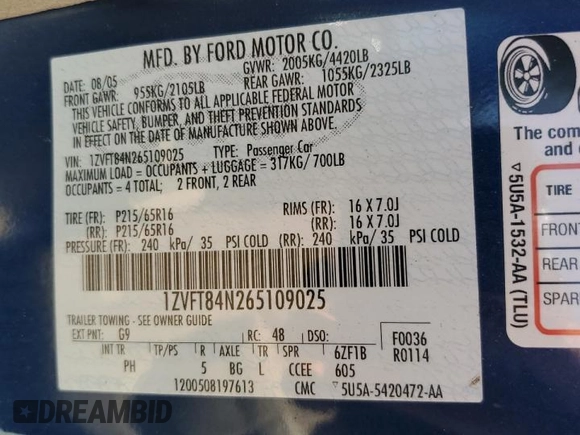 MFD. BY FORD MOTOR CO.
DATE: 08/05 GVWR: 2005KG/4420LB
FRONT GAWR: 955KG/2105LB REAR GAWR: 1055KG/2325LB
THIS VEHICLE CONFORMS TO ALL APPLICABLE FEDERAL MOTOR
VEHICLE SAFETY, BUMPER, AND THEFT PREVENTION STANDARDS
IN EFFECT ON THE DATE OF MANUFACTURE SHOWN ABOVE.
VIN: 1ZVFT84N265109025 TYPE: Passenger Car
MAXIMUM LOAD = OCCUPANTS + LUGGAGE = 317KG/700LB
OCCUPANTS = 4 TOTAL; 2 FRONT, 2 REAR
TIRE (FR): P215/65R16 RIMS (FR): 16 X 7.0J
(RR): P215/65R16 (RR): 16 X 7.0J
PRESSURE (FR): 240 kPa/ 35 PSI COLD (RR): 240 kPa/ 35 PSI COLD
1ZVFT84N265109025
TRAILER TOWING - SEE OWNER GUIDE
EXT PNT: G9 RC: 48 DSO: F0036
INT TR TP/PS R AXLE TR SPR 6ZF1B R0114
PH 5 BG L CCEE 605
1200508197613 CMC ▽5U5A-5420472-AA
The com
and
TIRE
FRONT
REAR
SPAR
▽5U5A-1532-AA (TLU)
DREAMBID